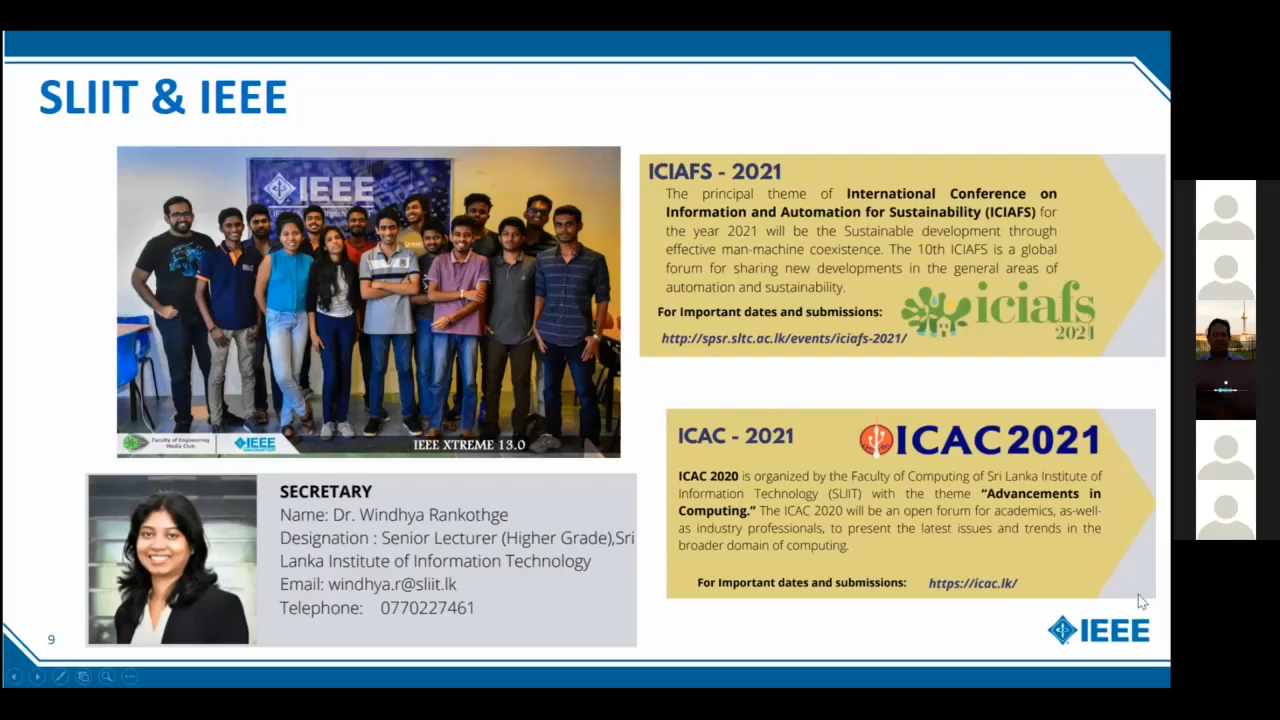 SLIIT & IEEE
IEEE
Faculty of Engineering
Media Club
IEEE
IEEE XTREME 13.0
SECRETARY
Name: Dr. Windhya Rankothge
Designation : Senior Lecturer (Higher Grade),Sri
Lanka Institute of Information Technology
Email: windhya.r@sliit.lk
Telephone: 0770227461
ICIAFS - 2021
The principal theme of International Conference on
Information and Automation for Sustainability (ICIAFS) for
the year 2021 will be the Sustainable development through
effective man-machine coexistence. The 10th ICIAFS is a global
forum for sharing new developments in the general areas of
automation and sustainability.
For Important dates and submissions:
http://spsr.sltc.ac.lk/events/iciafs-2021/
iciafs
2021
ICAC - 2021
ICAC2021
ICAC 2020 is organized by the Faculty of Computing of Sri Lanka Institute of
Information Technology (SLIIT) with the theme “Advancements in
Computing.” The ICAC 2020 will be an open forum for academics, as-well-
as industry professionals, to present the latest issues and trends in the
broader domain of computing.
For Important dates and submissions: https://icac.lk/
9
IEEE